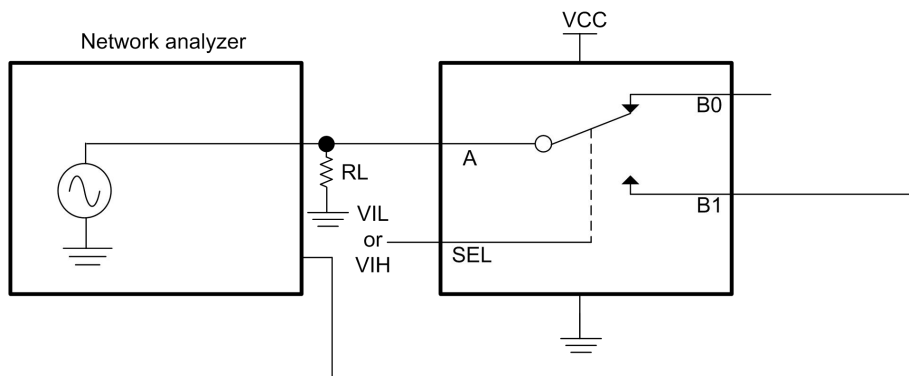 VCC
Network analyzer
B0
A
RL
B1
VIL
or
VIH
SEL